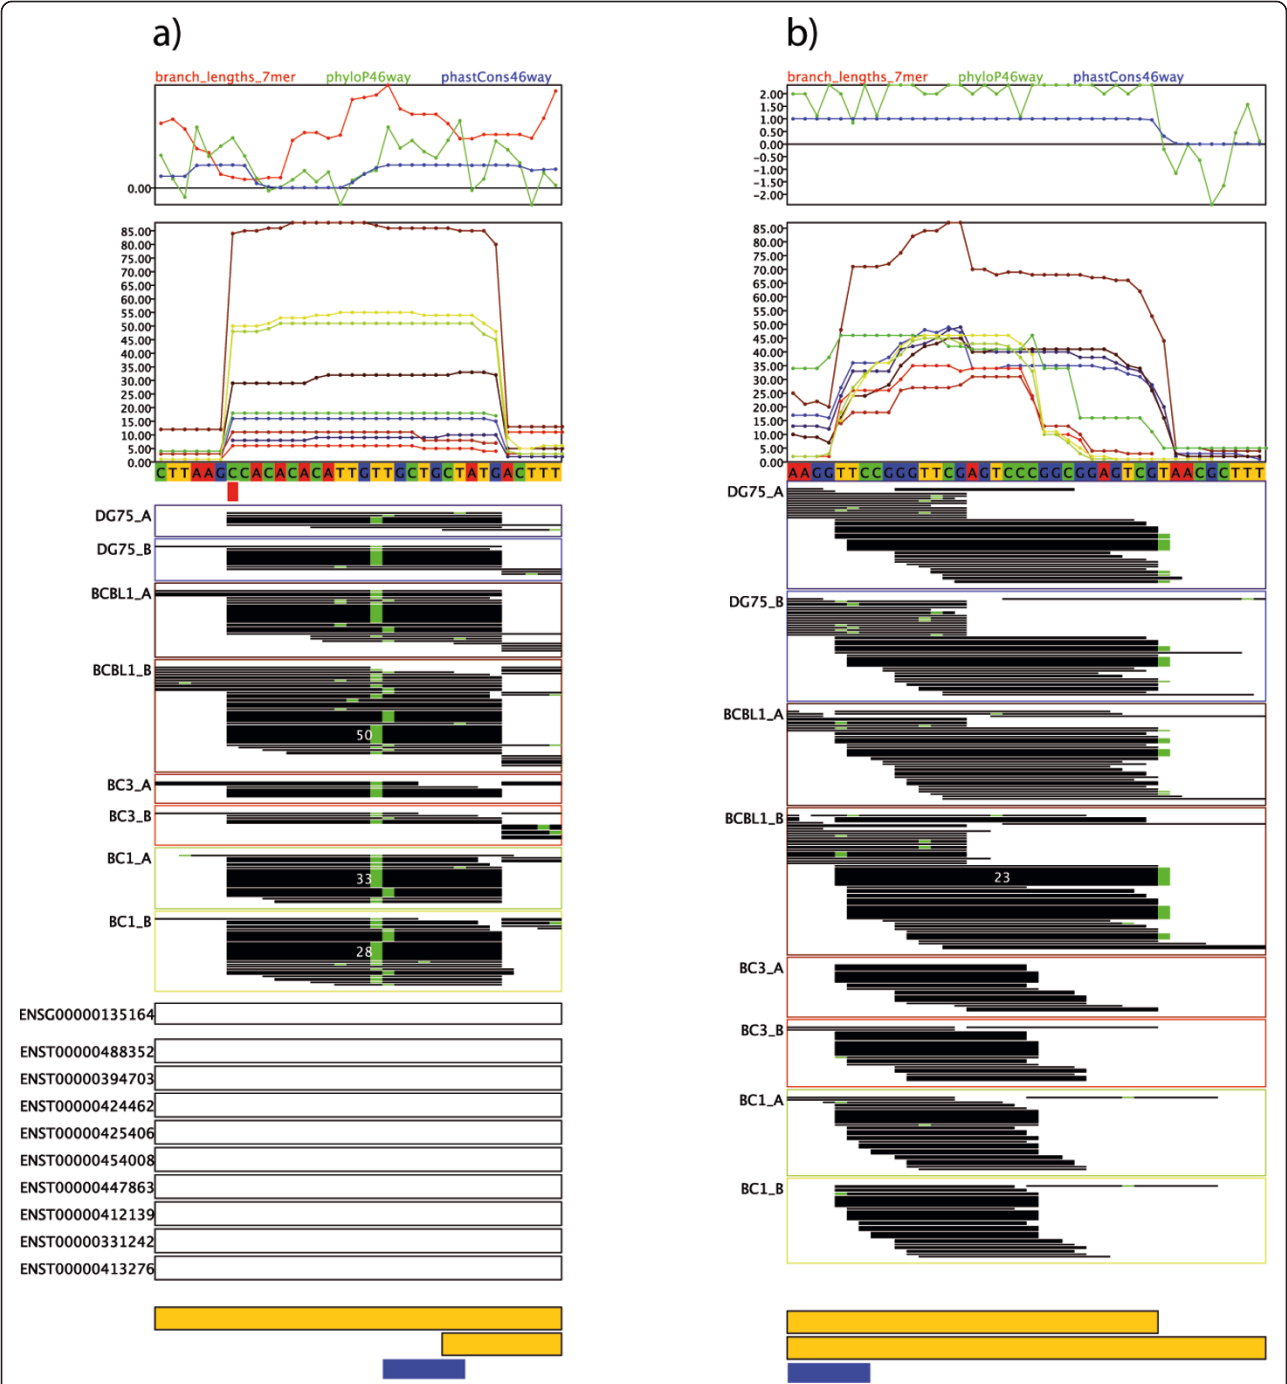 a)
branch_lengths_7mer phyloP46way phastCons46way
0.00
85.00
80.00
75.00
70.00
65.00
60.00
55.00
50.00
45.00
40.00
35.00
30.00
25.00
20.00
15.00
10.00
5.00
0.00
CTTAAGCCACACACATTGTTGCTGCTATGACTTT
DG75_A
DG75_B
BCBL1_A
BCBL1_B
50
BC3_A
BC3_B
BC1_A
33
BC1_B
28
ENSG00000135164
ENST00000488352
ENST00000394703
ENST00000424462
ENST00000425406
ENST00000454008
ENST00000447863
ENST00000412139
ENST00000331242
ENST00000413276
b)
branch_lengths_7mer phyloP46way phastCons46way
2.00
1.50
1.00
0.50
0.00
−0.50
−1.00
−1.50
−2.00
85.00
80.00
75.00
70.00
65.00
60.00
55.00
50.00
45.00
40.00
35.00
30.00
25.00
20.00
15.00
10.00
5.00
0.00
AAGGTTCCGGGTTCGAGTCCCGGCGGAGTCGTAACGCTTT
DG75_A
DG75_B
BCBL1_A
BCBL1_B
23
BC3_A
BC3_B
BC1_A
BC1_B